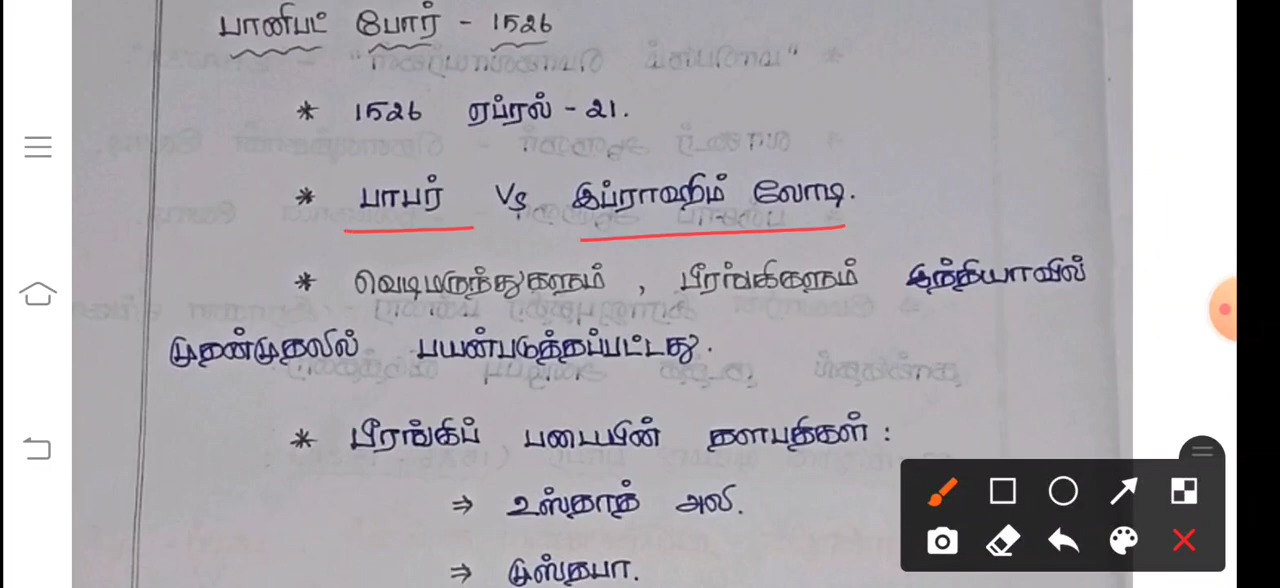 பானிபட் போர் - 1526
* 1526 ஏப்ரல் - 21.
* பாபர் Vs இப்ராஹிம் லோடி.
* வெடிமருந்துகளும் , பீரங்கிகளும் இந்தியாவில்
முதன்முதலில் பயன்படுத்தப்பட்டது.
* பீரங்கிப் படையின் தளபதிகள் :
⇒ உஸ்தாத் அலி.
⇒ முஸ்தபா.